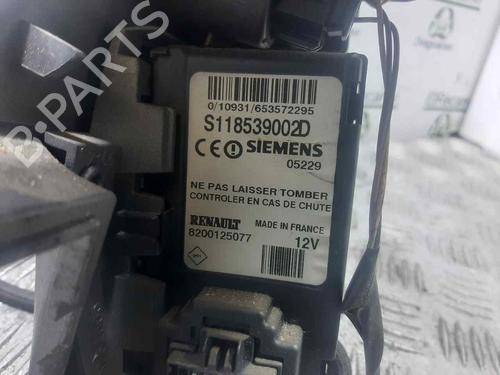 0/10931/653572295
S118539002D
CE SIEMENS
05229
NE PAS LAISSER TOMBER
CONTROLER EN CAS DE CHUTE
RENAULT MADE IN FRANCE
8200125077 12V
B-PARTS